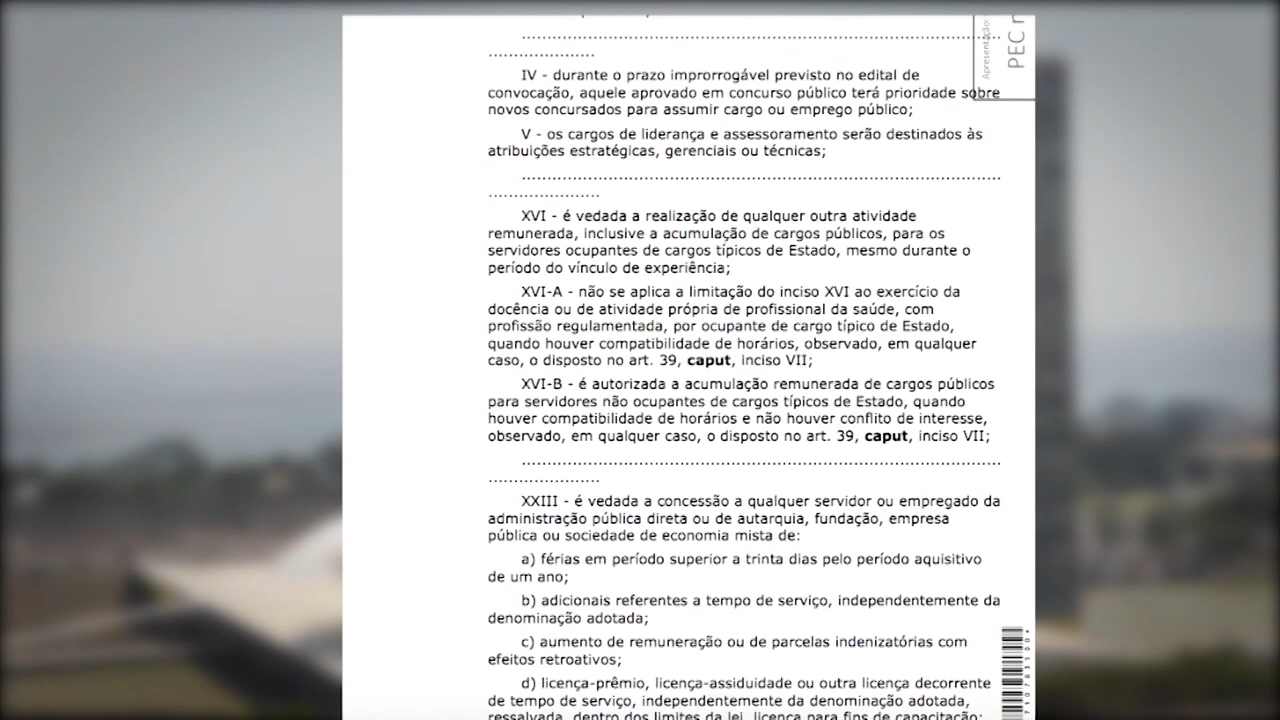 Apresentação:
PEC n
..........................................................................................
....................
IV - durante o prazo improrrogável previsto no edital de
convocação, aquele aprovado em concurso público terá prioridade sobre
novos concursados para assumir cargo ou emprego público;
V - os cargos de liderança e assessoramento serão destinados às
atribuições estratégicas, gerenciais ou técnicas;
..........................................................................................
.....................
XVI - é vedada a realização de qualquer outra atividade
remunerada, inclusive a acumulação de cargos públicos, para os
servidores ocupantes de cargos típicos de Estado, mesmo durante o
período do vínculo de experiência;
XVI-A - não se aplica a limitação do inciso XVI ao exercício da
docência ou de atividade própria de profissional da saúde, com
profissão regulamentada, por ocupante de cargo típico de Estado,
quando houver compatibilidade de horários, observado, em qualquer
caso, o disposto no art. 39, caput, inciso VII;
XVI-B - é autorizada a acumulação remunerada de cargos públicos
para servidores não ocupantes de cargos típicos de Estado, quando
houver compatibilidade de horários e não houver conflito de interesse,
observado, em qualquer caso, o disposto no art. 39, caput, inciso VII;
..........................................................................................
.....................
XXIII - é vedada a concessão a qualquer servidor ou empregado da
administração pública direta ou de autarquia, fundação, empresa
pública ou sociedade de economia mista de:
a) férias em período superior a trinta dias pelo período aquisitivo
de um ano;
b) adicionais referentes a tempo de serviço, independentemente da
denominação adotada;
c) aumento de remuneração ou de parcelas indenizatórias com
efeitos retroativos;
d) licença-prêmio, licença-assiduidade ou outra licença decorrente
de tempo de serviço, independentemente da denominação adotada,
ressalvada, dentro dos limites da lei, licença para fins de capacitação;